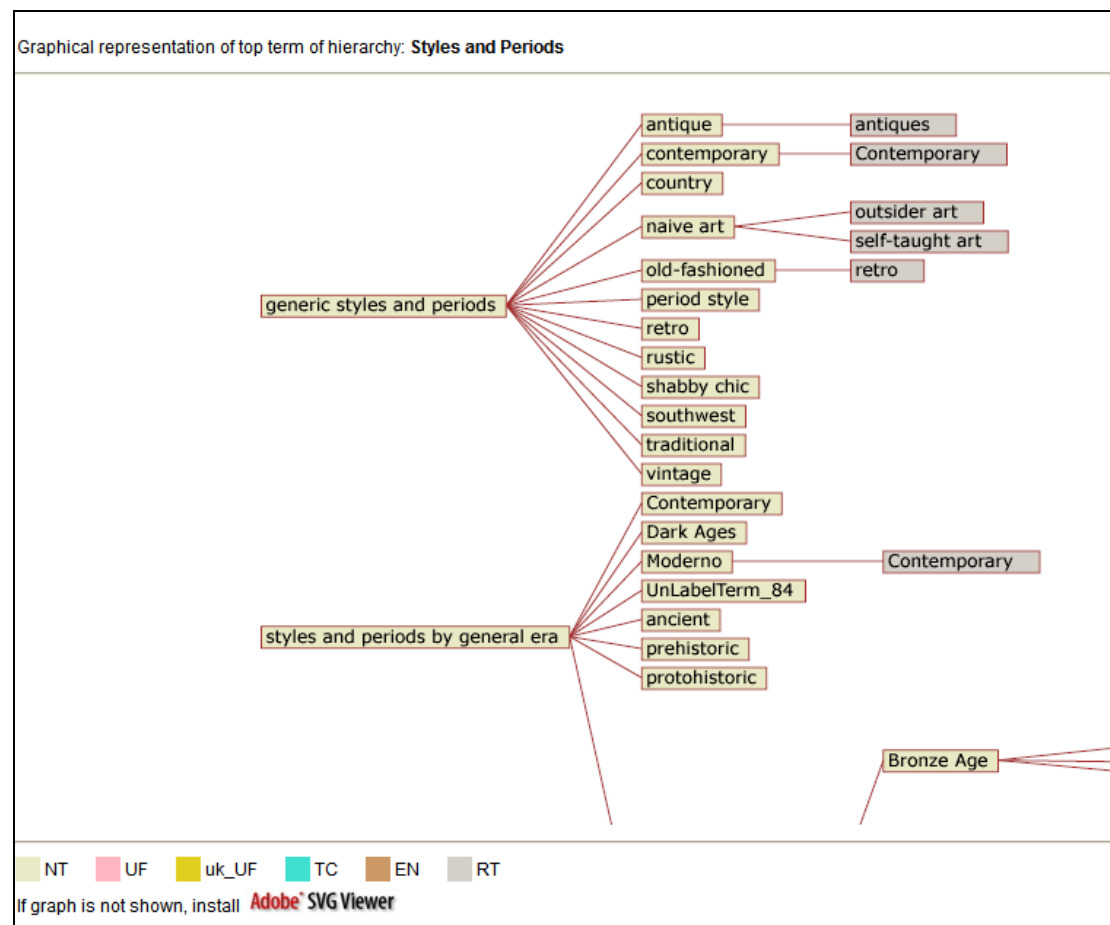 Graphical representation of top term of hierarchy: Styles and Periods
antique antiques
contemporary Contemporary
country
outsider art
naive art
self-taught art
old-fashioned retro
generic styles and periods period style
retro
rustic
shabby chic
southwest
traditional
vintage
Contemporary
Dark Ages
Moderno Contemporary
UnLabelTerm_84
ancient
styles and periods by general era
prehistoric
protohistoric
Bronze Age
NT UF uk_UF TC EN RT
If graph is not shown, install Adobe* SVG Viewer